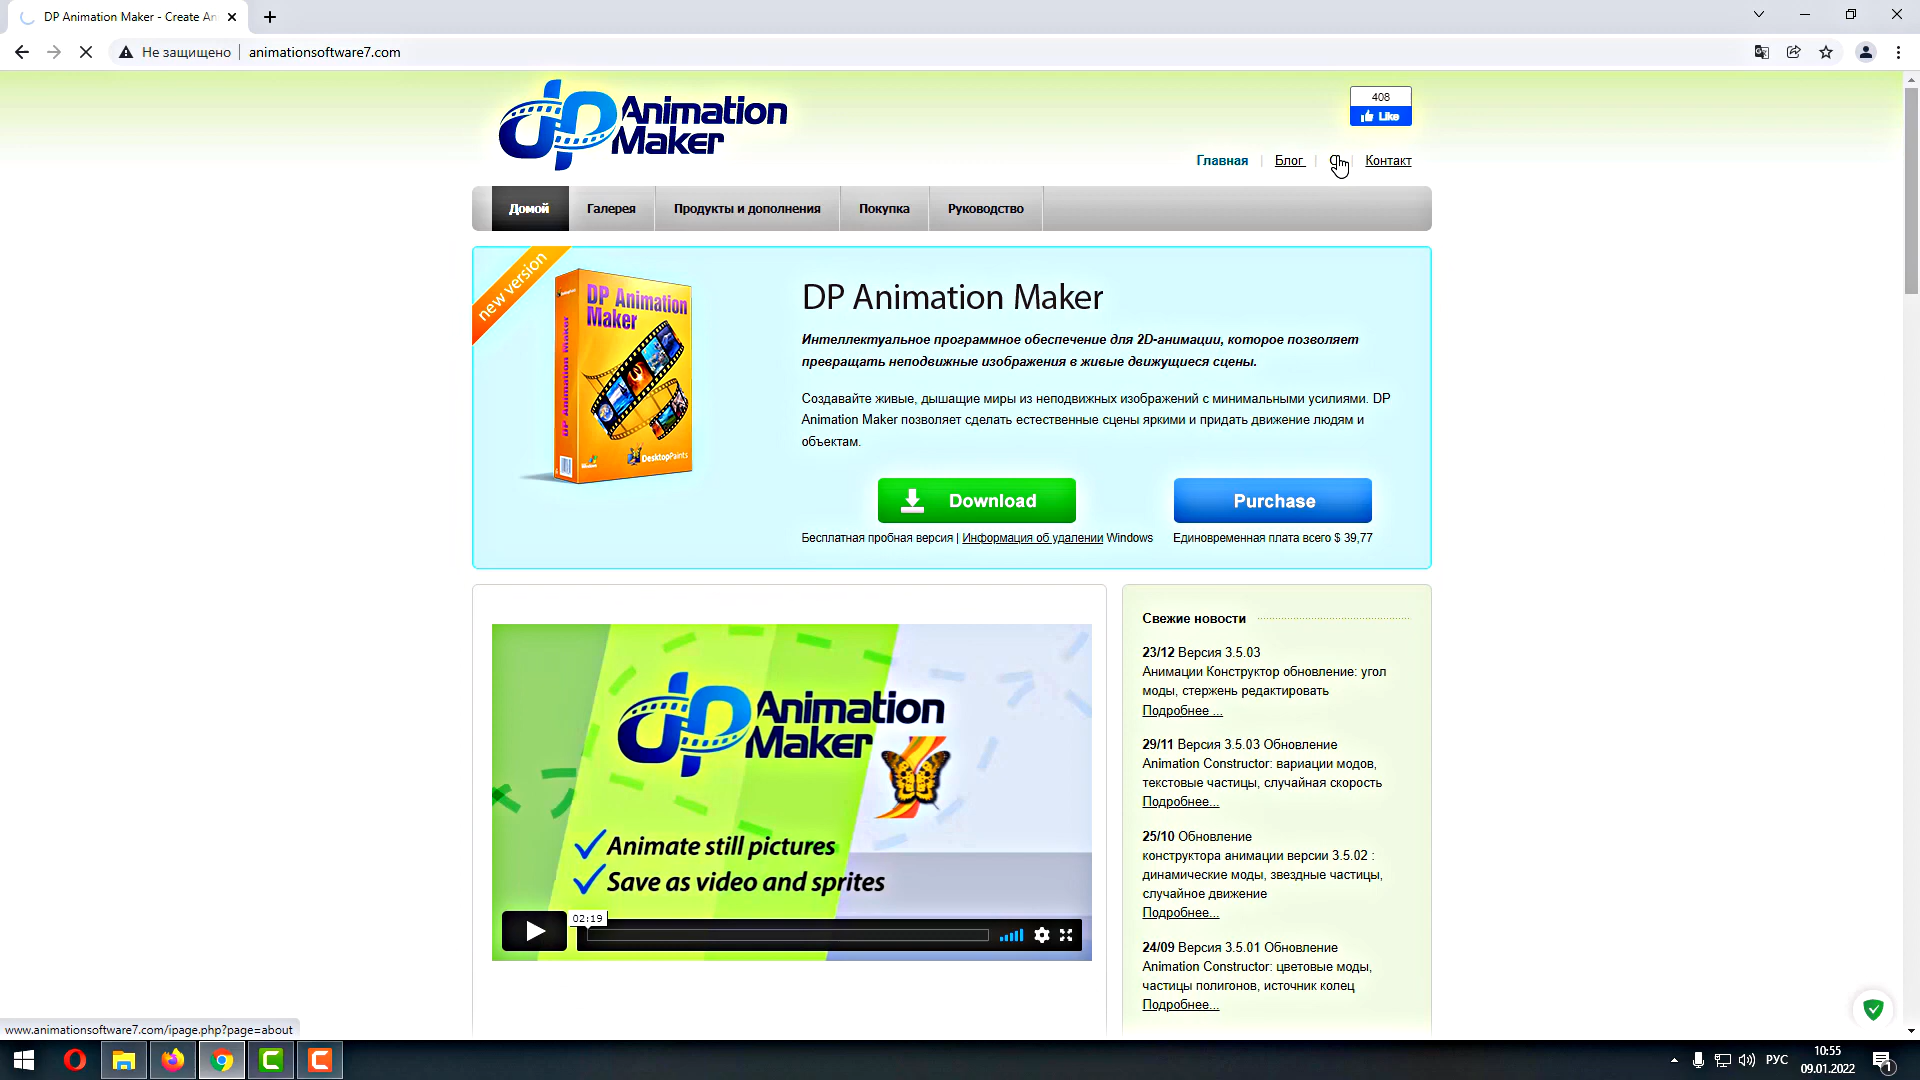 DP Animation Maker - Create An
Не защищено
animationsoftware7.com
dp Animation
Maker
408
Like
Главная
Блог
Контакт
Домой
Галерея
Продукты и дополнения
Покупка
Руководство
new version
DP Animation
Maker
DP Animation Maker
DesktopPaints
DP Animation Maker
Интеллектуальное программное обеспечение для 2D-анимации, которое позволяет
превращать неподвижные изображения в живые движущиеся сцены.
Создавайте живые, дышащие миры из неподвижных изображений с минимальными усилиями. DP
Animation Maker позволяет сделать естественные сцены яркими и придать движение людям и
объектам.
Download
Purchase
Бесплатная пробная версия | Информация об удалении Windows
Единовременная плата всего $ 39,77
dp Animation
Maker
Animate still pictures
Save as video and sprites
02:19
Свежие новости
23/12 Версия 3.5.03
Анимации Конструктор обновление: угол
моды, стержень редактировать
Подробнее ...
29/11 Версия 3.5.03 Обновление
Animation Constructor: вариации модов,
текстовые частицы, случайная скорость
Подробнее...
25/10 Обновление
конструктора анимации версии 3.5.02 :
динамические моды, звездные частицы,
случайное движение
Подробнее...
24/09 Версия 3.5.01 Обновление
Animation Constructor: цветовые моды,
частицы полигонов, источник колец
Подробнее...
www.animationsoftware7.com/ipage.php?page=about
РУС
10:55
09.01.2022
1